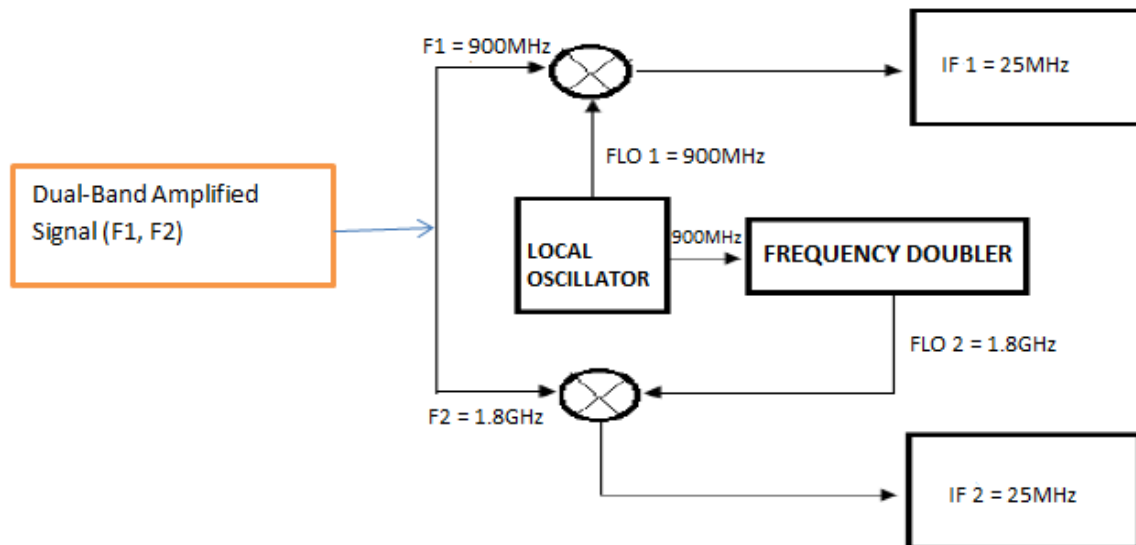 F1 = 900MHz
IF 1 = 25MHz
FLO 1 = 900MHz
Dual-Band Amplified
Signal (F1, F2)
LOCAL
OSCILLATOR
900MHz
FREQUENCY DOUBLER
FLO 2 = 1.8GHz
F2 = 1.8GHz
IF 2 = 25MHz